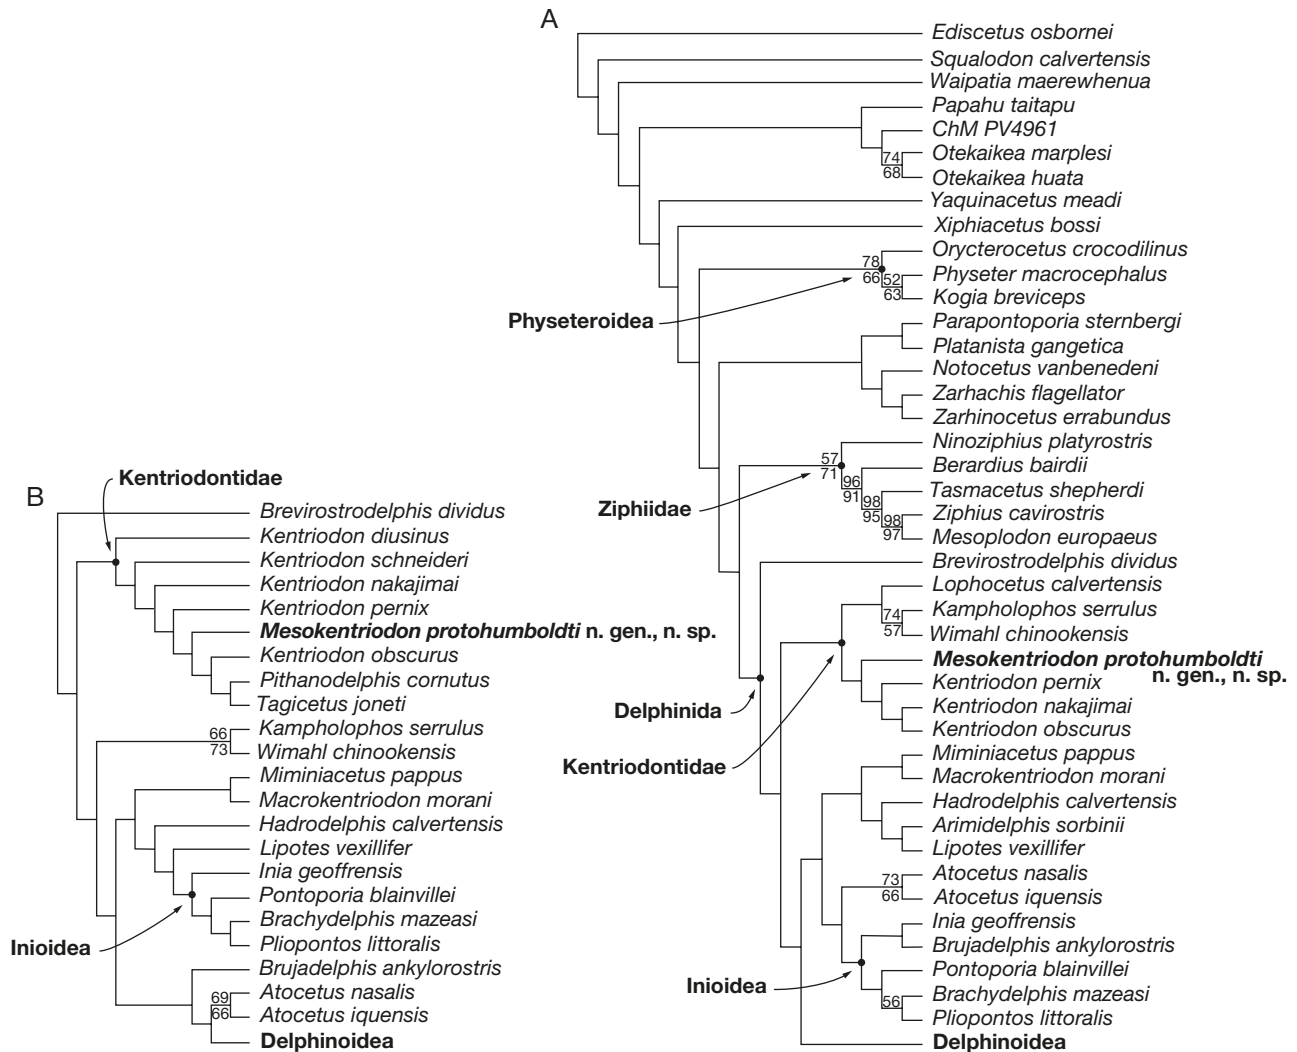 A
Ediscetus osbornei
Squalodon calvertensis
Waipatia maerewhenua
Papahu taitapu
ChM PV4961
74
Otekaikea marplesi
68
Otekaikea huata
Yaquinacetus meadi
Xiphiacetus bossi
Orycterocetus crocodilinus
78
66
52
Physeter macrocephalus
63
Kogia breviceps
Physeteroidea
Parapontoporia sternbergi
Platanista gangetica
Notocetus vanbenedeni
Zarhachis flagellator
Zarhinocetus errabundus
Ninoziphius platyrostris
57
71
Berardius bairdii
96
91
Tasmacetus shepherdi
98
95
Ziphius cavirostris
98
97
Mesoplodon europaeus
Ziphiidae
Brevirostrodelphis dividus
Lophocetus calvertensis
74
Kampholophos serrulus
57
Wimahl chinookensis
Mesokentriodon protohumboldti
n. gen., n. sp.
Kentriodon pernix
Kentriodon nakajimai
Kentriodon obscurus
Delphinida
Kentriodontidae
Miminiacetus pappus
Macrokentriodon morani
Hadrodelphis calvertensis
Arimidelphis sorbinii
Lipotes vexillifer
73
Atocetus nasalis
66
Atocetus iquensis
Inia geoffrensis
Brujadelphis ankylorostris
Inioidea
Pontoporia blainvillei
56
Brachydelphis mazeasi
Pliopontos littoralis
Delphinoidea
B
Kentriodontidae
Brevirostrodelphis dividus
Kentriodon diusinus
Kentriodon schneideri
Kentriodon nakajimai
Kentriodon pernix
Mesokentriodon protohumboldti n. gen., n. sp.
Kentriodon obscurus
Pithanodelphis cornutus
Tagicetus joneti
66
Kampholophos serrulus
73
Wimahl chinookensis
Miminiacetus pappus
Macrokentriodon morani
Hadrodelphis calvertensis
Lipotes vexillifer
Inia geoffrensis
Pontoporia blainvillei
Brachydelphis mazeasi
Pliopontos littoralis
Inioidea
Brujadelphis ankylorostris
69
Atocetus nasalis
66
Atocetus iquensis
Delphinoidea